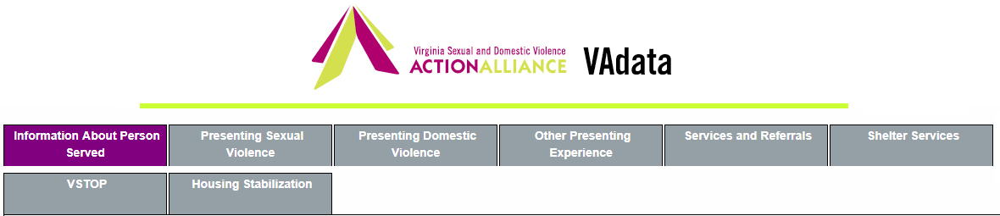 Virginia Sexual and Domestic Violence
ACTIONALLIANCE
VAdata
Information About Person
Served
Presenting Sexual
Violence
Presenting Domestic
Violence
Other Presenting
Experience
Services and Referrals
Shelter Services
VSTOP
Housing Stabilization